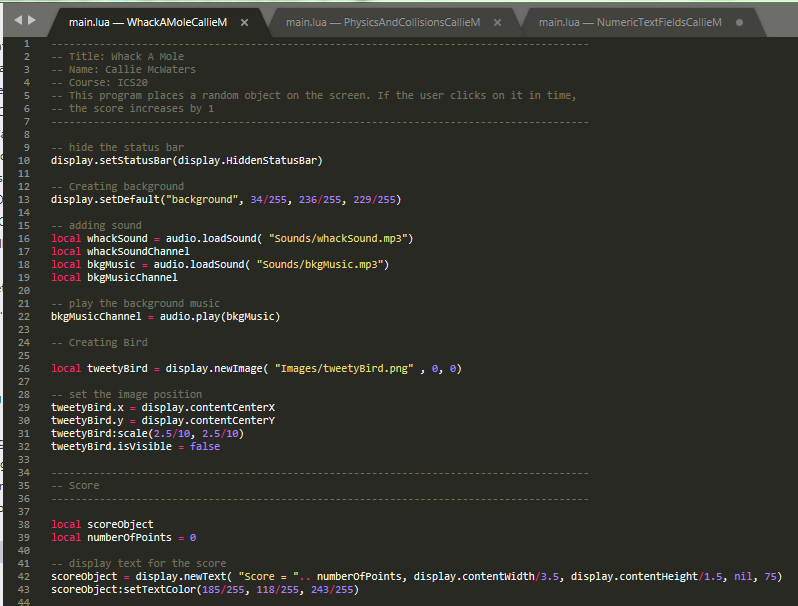 main.lua — WhackAMoleCallieM × main.lua — PhysicsAndCollisionsCallieM × main.lua — NumericTextFieldsCallieM
1 ------------------------------------------------------------------------------------------
2 -- Title: Whack A Mole
3 -- Name: Callie McWaters
4 -- Course: ICS20
5 -- This program places a random object on the screen. If the user clicks on it in time,
6 -- the score increases by 1
7 ------------------------------------------------------------------------------------------
8
9 -- hide the status bar
10 display.setStatusBar(display.HiddenStatusBar)
11
12 -- Creating background
13 display.setDefault("background", 34/255, 236/255, 229/255)
14
15 -- adding sound
16 local whackSound = audio.loadSound( "Sounds/whackSound.mp3")
17 local whackSoundChannel
18 local bkgMusic = audio.loadSound( "Sounds/bkgMusic.mp3")
19 local bkgMusicChannel
20
21 -- play the background music
22 bkgMusicChannel = audio.play(bkgMusic)
23
24 -- Creating Bird
25
26 local tweetyBird = display.newImage( "Images/tweetyBird.png" , 0, 0)
27
28 -- set the image position
29 tweetyBird.x = display.contentCenterX
30 tweetyBird.y = display.contentCenterY
31 tweetyBird:scale(2.5/10, 2.5/10)
32 tweetyBird.isVisible = false
33
34 ------------------------------------------------------------------------------------------
35 -- Score
36 ------------------------------------------------------------------------------------------
37
38 local scoreObject
39 local numberOfPoints = 0
40
41 -- display text for the score
42 scoreObject = display.newText( "Score = ".. numberOfPoints, display.contentWidth/3.5, display.contentHeight/1.5, nil, 75)
43 scoreObject:setTextColor(185/255, 118/255, 243/255)
44